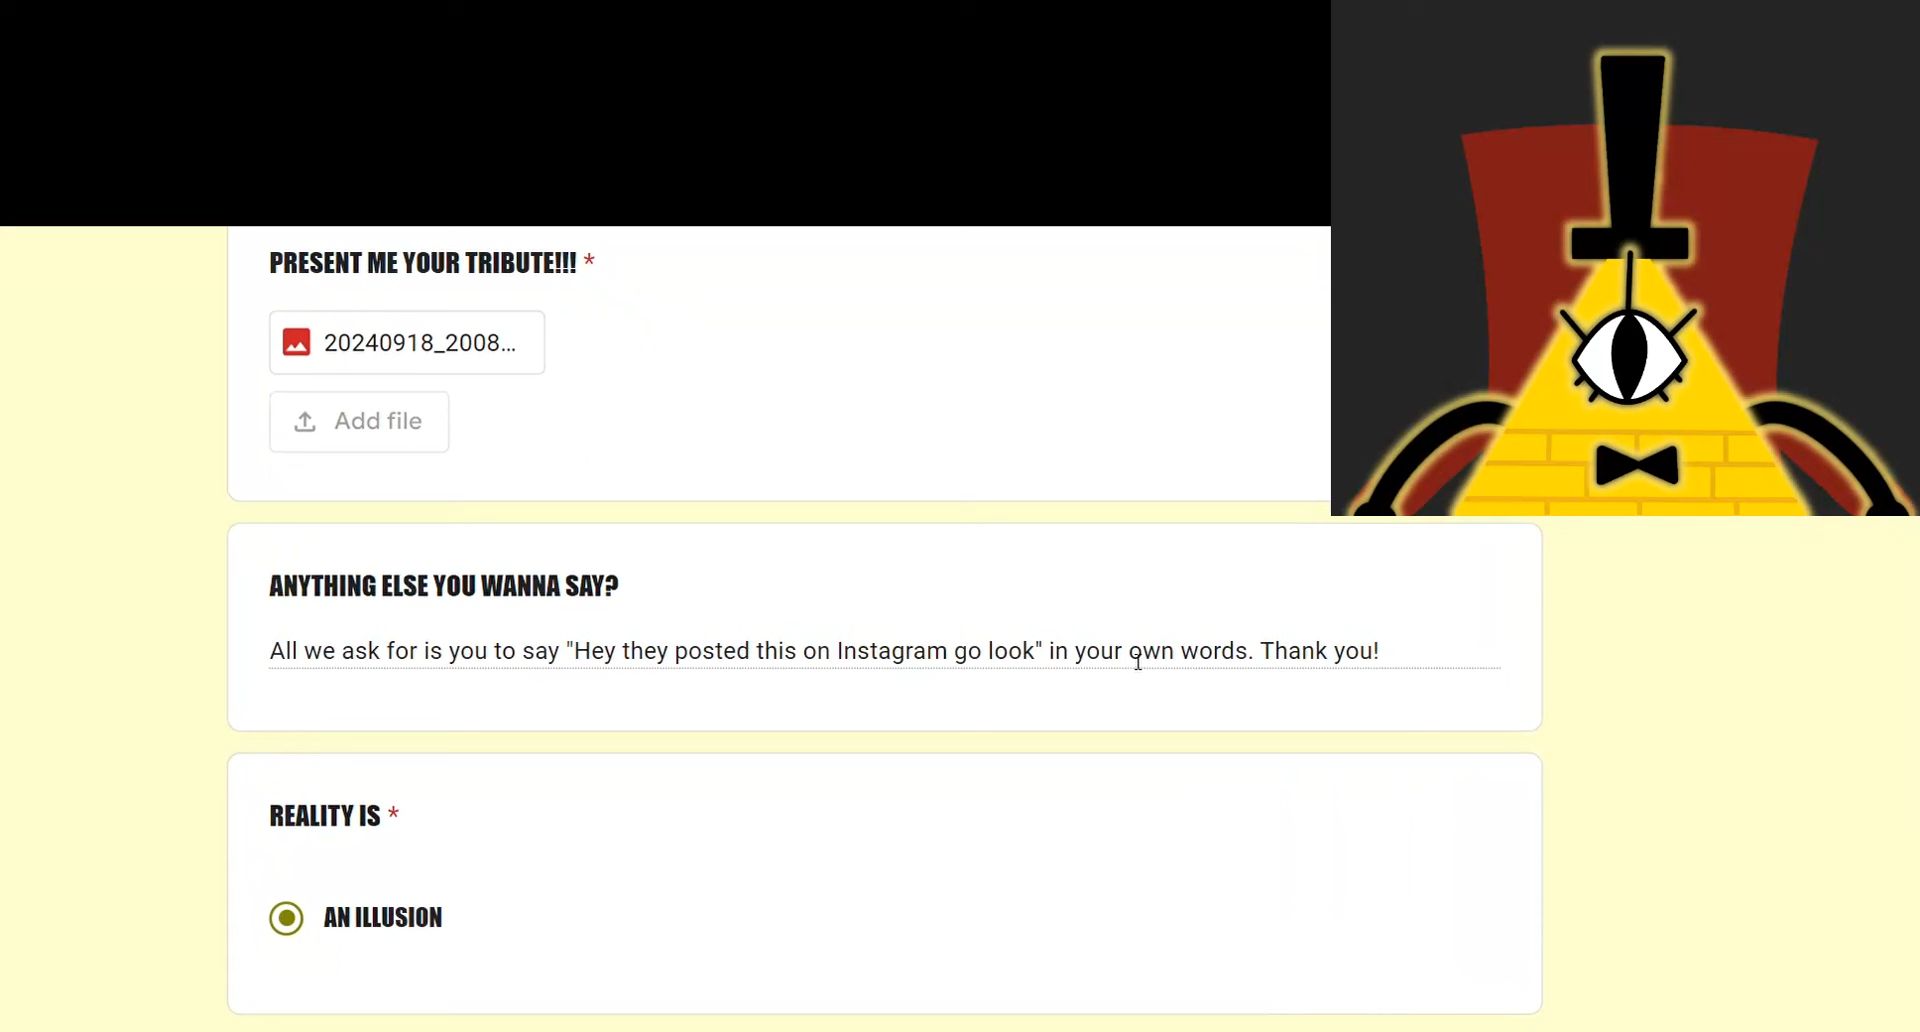 PRESENT ME YOUR TRIBUTE!!! *
20240918_2008...
Add file
ANYTHING ELSE YOU WANNA SAY?
All we ask for is you to say "Hey they posted this on Instagram go look" in your own words. Thank you!
REALITY IS *
AN ILLUSION